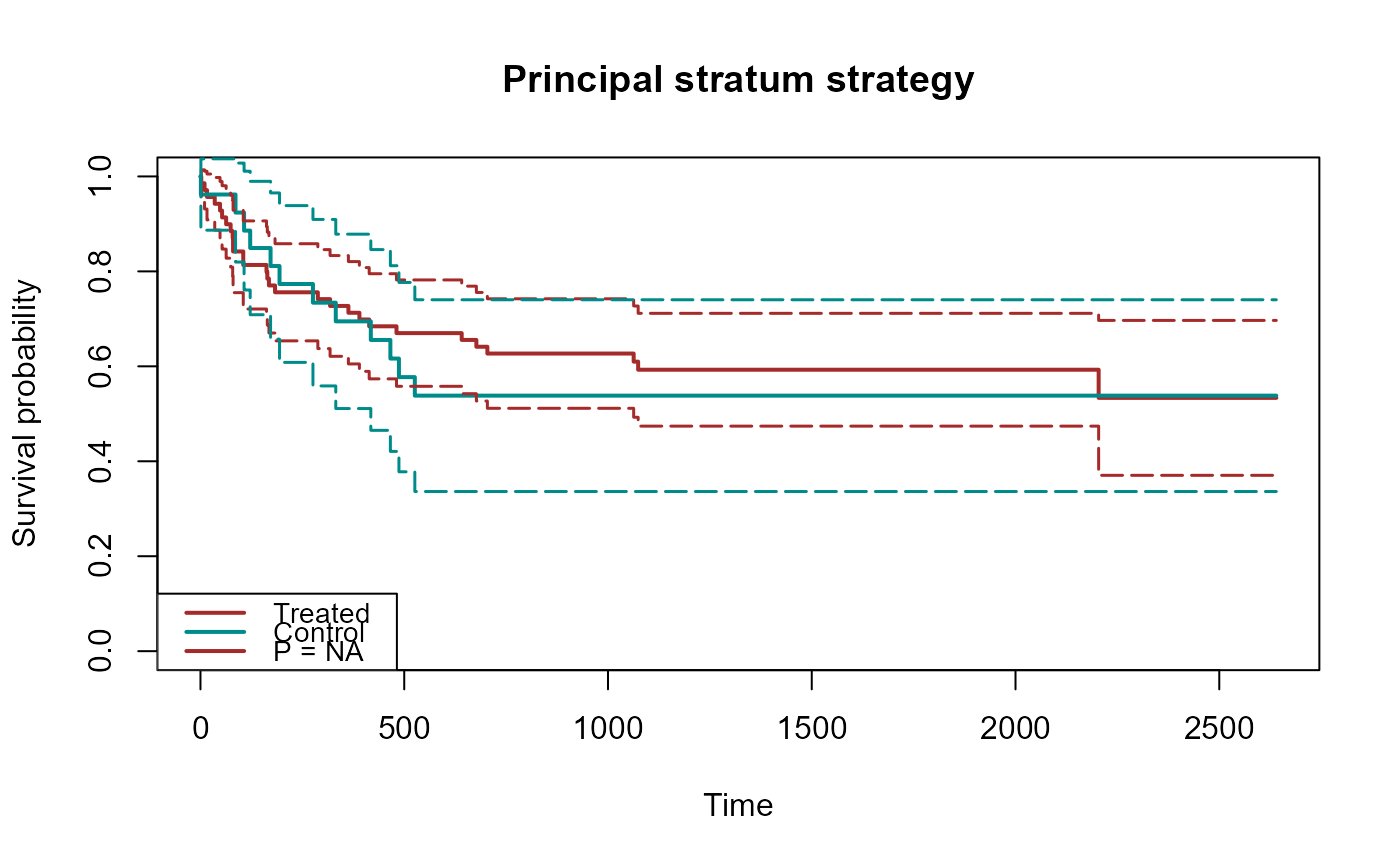 Principal stratum strategy
Survival probability
1.0
0.8
0.6
0.4
0.2
0.0
Treated
Control
P = NA
0 500 1000 1500 2000 2500
Time